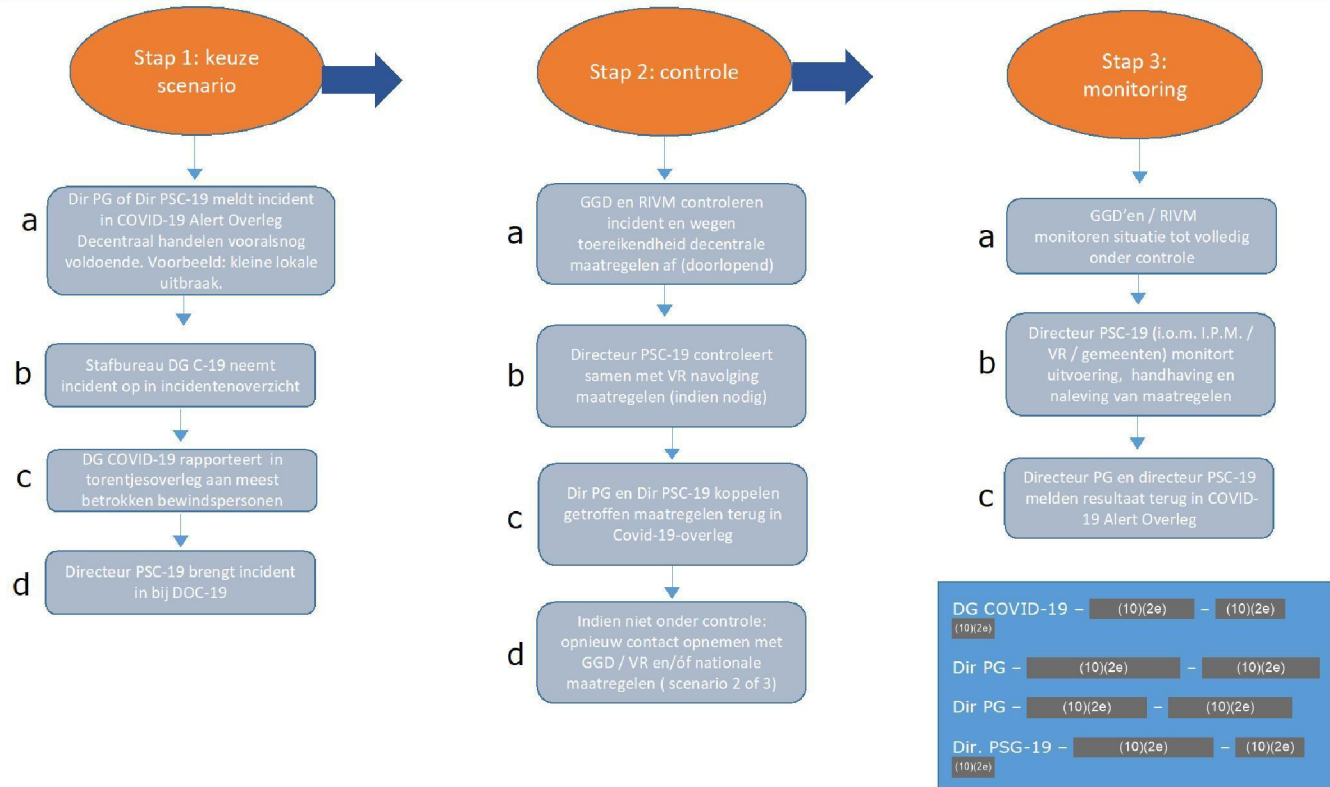 Stap 1: keuze
scenario
a
Dir PG of Dir PSC-19 meldt incident
in COVID-19 Alert Overleg
Decentraal handelen vooralsnog
voldoende. Voorbeeld: kleine lokale
uitbraak.
b
Stafbureau DG C-19 neemt
incident op in incidentenoverzicht
c
DG COVID-19 rapporteert in
torentjesoverleg aan meest
betrokken bewindspersonen
d
Directeur PSC-19 brengt incident
in bij DOC-19
Stap 2: controle
a
GGD en RIVM controleren
incident en wegen
toereikendheid decentrale
maatregelen af (doorlopend)
b
Directeur PSC-19 controleert
samen met VR navolging
maatregelen (indien nodig)
c
Dir PG en Dir PSC-19 koppelen
getroffen maatregelen terug in
Covid-19-overleg
d
Indien niet onder controle:
opnieuw contact opnemen met
GGD / VR en/óf nationale
maatregelen ( scenario 2 of 3)
Stap 3:
monitoring
a
GGD'en / RIVM
monitoren situatie tot volledig
onder controle
b
Directeur PSC-19 (i.o.m. I.P.M. /
VR / gemeenten) monitort
uitvoering, handhaving en
naleving van maatregelen
c
Directeur PG en directeur PSC-19
melden resultaat terug in COVID-
19 Alert Overleg
DG COVID-19 – (10)(2e) – (10)(2e)
(10)(2e)
Dir PG – (10)(2e) – (10)(2e)
Dir PG – (10)(2e) – (10)(2e)
Dir. PSG-19 – (10)(2e) – (10)(2e)
(10)(2e)